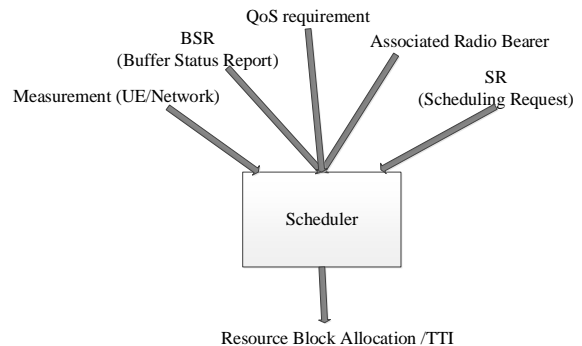 QoS requirement
BSR
(Buffer Status Report)
Associated Radio Bearer
SR
(Scheduling Request)
Measurement (UE/Network)
Scheduler
Resource Block Allocation /TTI